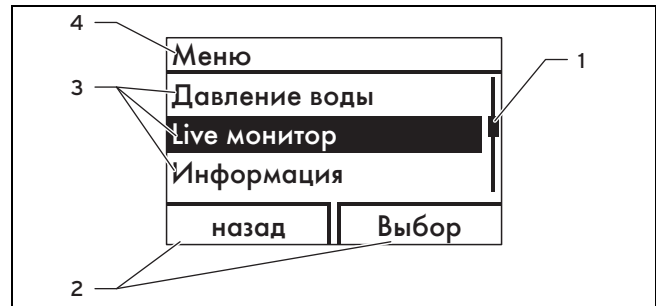 4
Меню
1
3
Давление воды
Live монитор
Информация
назад Выбор
2